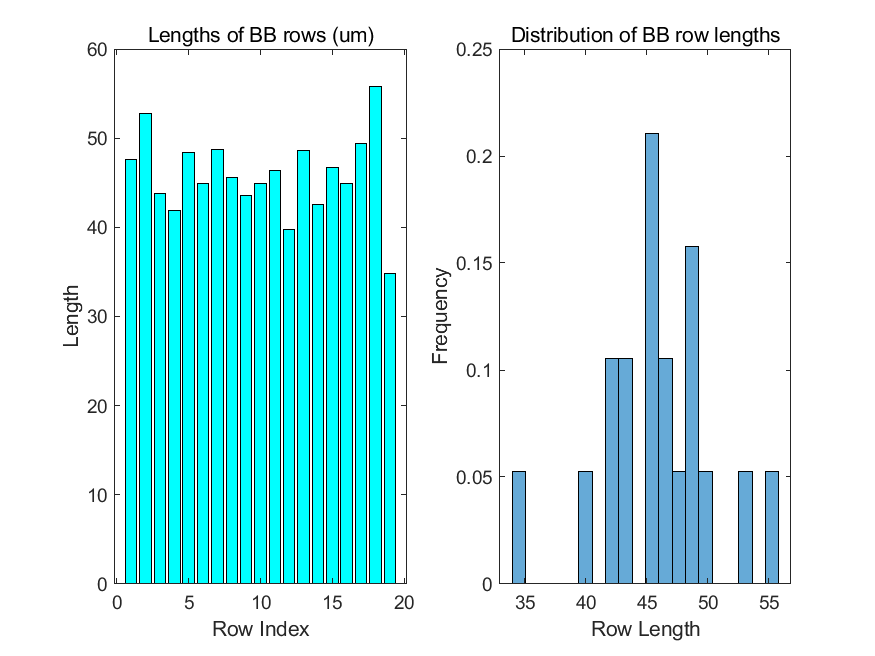 Lengths of BB rows (um)
60
50
40
30
20
10
0
Length
0 5 10 15 20
Row Index
Distribution of BB row lengths
0.25
0.2
0.15
0.1
0.05
0
Frequency
35 40 45 50 55
Row Length